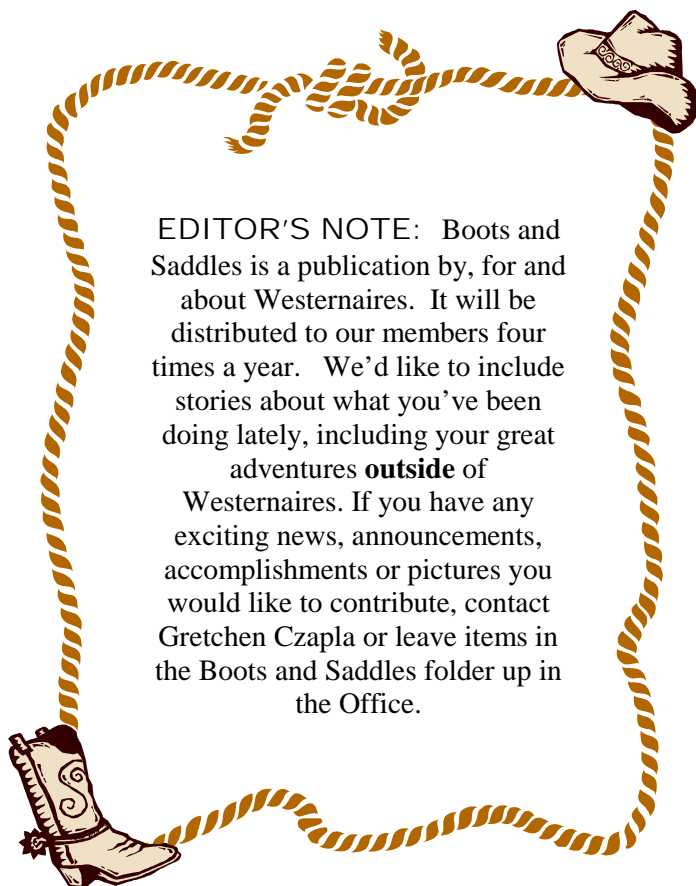 EDITOR'S NOTE: Boots and
Saddles is a publication by, for and
about Westernaires. It will be
distributed to our members four
times a year. We'd like to include
stories about what you've been
doing lately, including your great
adventures outside of
Westernaires. If you have any
exciting news, announcements,
accomplishments or pictures you
would like to contribute, contact
Gretchen Czapla or leave items in
the Boots and Saddles folder up in
the Office.